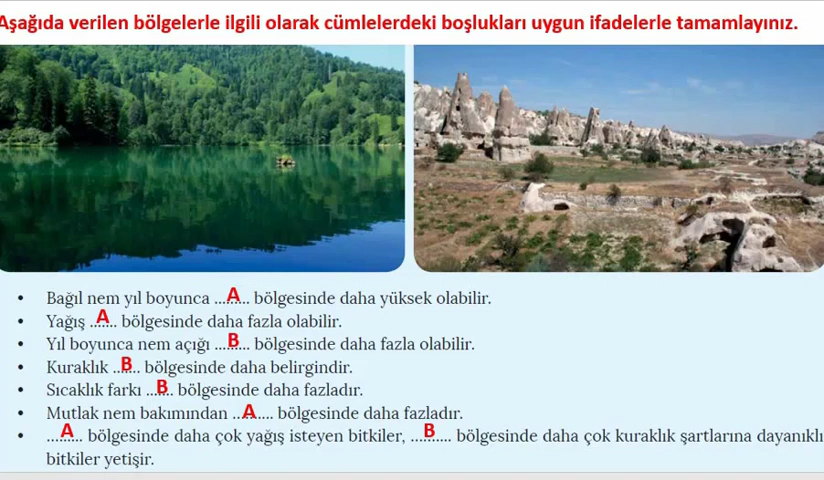 Aşağıda verilen bölgelerle ilgili olarak cümlelerdeki boşlukları uygun ifadelerle tamamlayınız.
• Bağıl nem yıl boyunca ...A... bölgesinde daha yüksek olabilir.
• Yağış ...A... bölgesinde daha fazla olabilir.
• Yıl boyunca nem açığı ...B... bölgesinde daha fazla olabilir.
• Kuraklık ...B... bölgesinde daha belirgindir.
• Sıcaklık farkı ...B... bölgesinde daha fazladır.
• Mutlak nem bakımından ...A... bölgesinde daha fazladır.
• ...A... bölgesinde daha çok yağış isteyen bitkiler, ...B... bölgesinde daha çok kuraklık şartlarına dayanıklı
bitkiler yetişir.